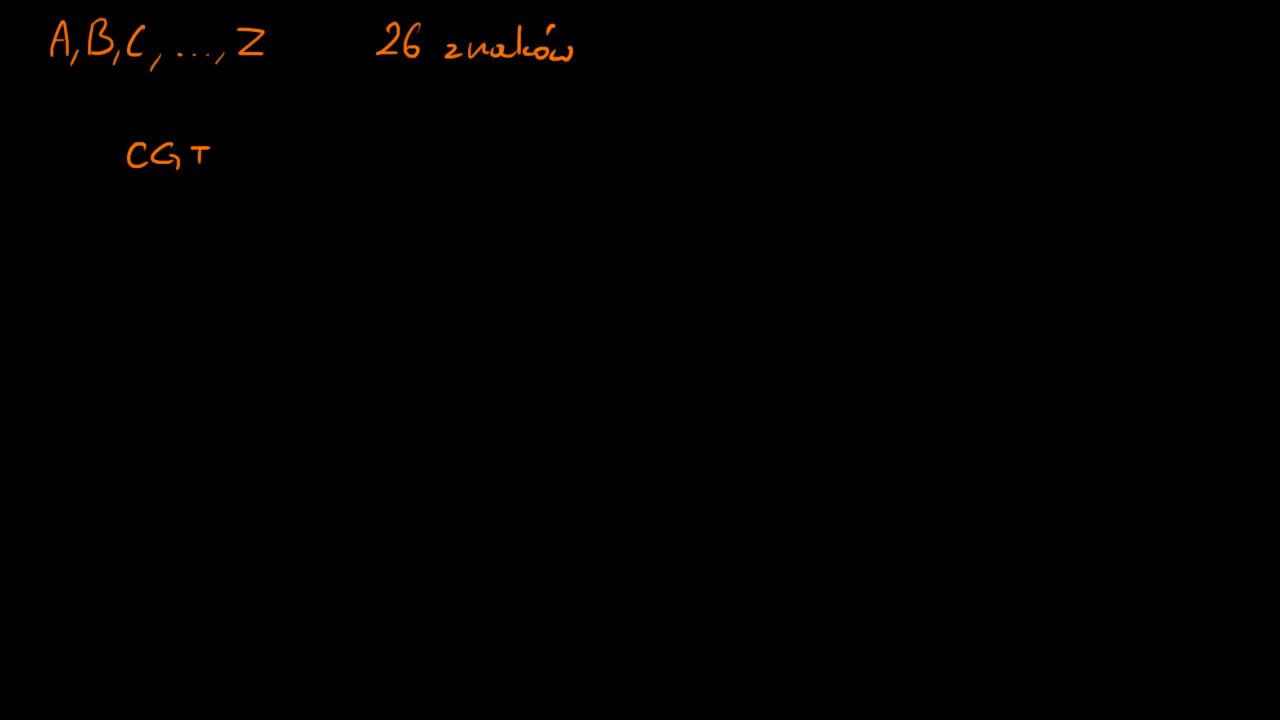 A, B, C, ..., Z 26 znaków
CGT